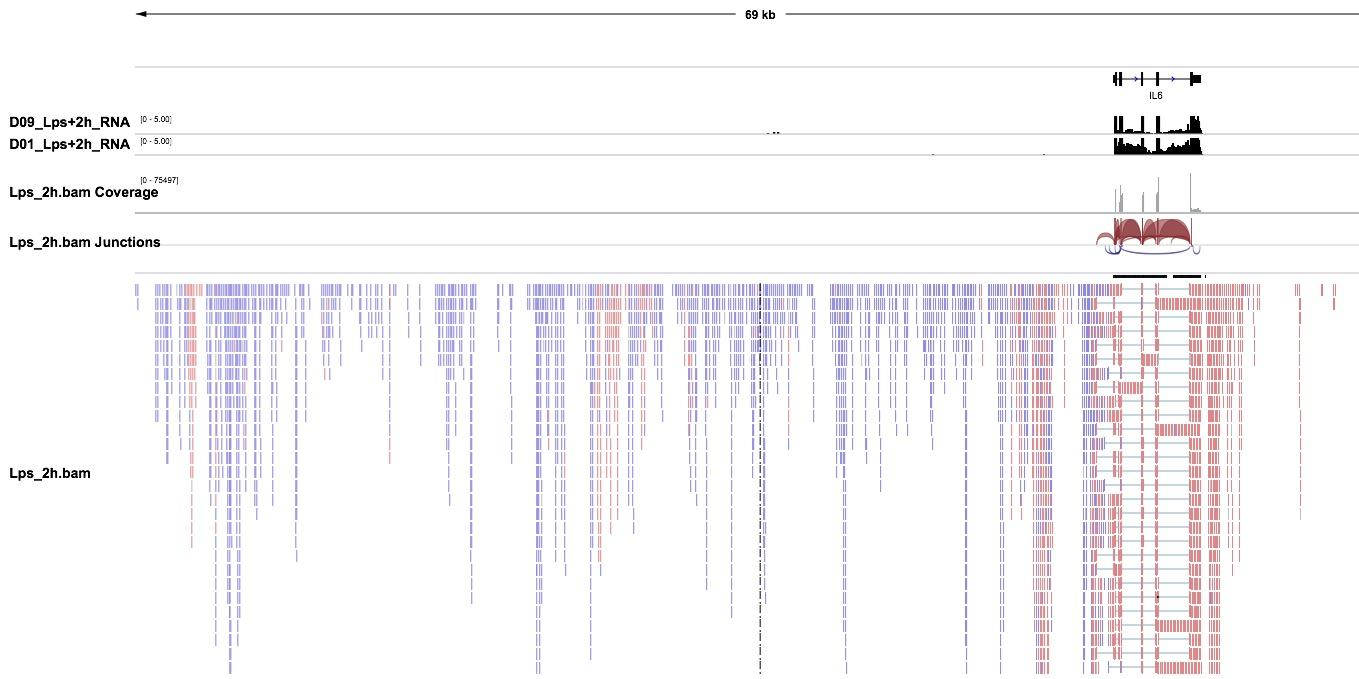 69 kb
IL6
D09_Lps+2h_RNA [0 - 5.00]
D01_Lps+2h_RNA [0 - 5.00]
[0 - 75497]
Lps_2h.bam Coverage
Lps_2h.bam Junctions
Lps_2h.bam